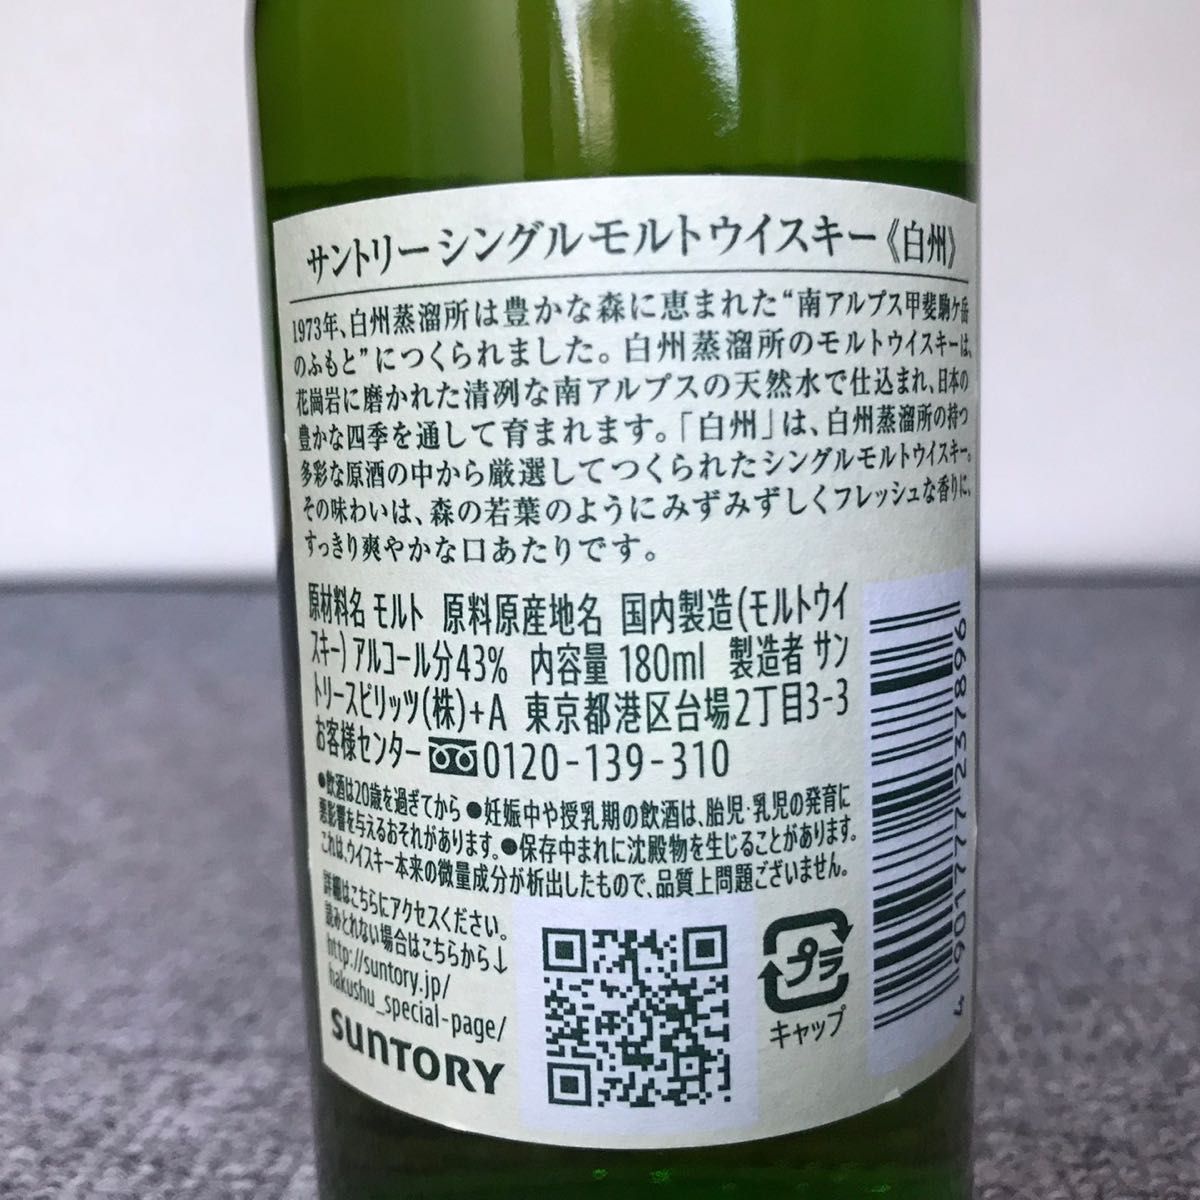 サントリーシングルモルトウイスキー《白州》
1973年、白州蒸溜所は豊かな森に恵まれた“南アルプス甲斐駒ケ岳
のふもと”につくられました。白州蒸溜所のモルトウイスキーは、
花崗岩に磨かれた清冽な南アルプスの天然水で仕込まれ、日本の
豊かな四季を通して育まれます。「白州」は、白州蒸溜所の持つ
多彩な原酒の中から厳選してつくられたシングルモルトウイスキー。
その味わいは、森の若葉のようにみずみずしくフレッシュな香りに、
すっきり爽やかな口あたりです。
原材料名 モルト 原料原産地名 国内製造(モルトウイ
スキー) アルコール分43% 内容量 180ml 製造者 サン
トリースピリッツ(株)+A 東京都港区台場2丁目3-3
お客様センター 0120-139-310
●飲酒は20歳を過ぎてから ●妊娠中や授乳期の飲酒は、胎児・乳児の発育に
悪影響を与えるおそれがあります。●保存中まれに沈殿物を生じることがあります。
これは、ウイスキー本来の微量成分が析出したもので、品質上問題ございません。
詳細はこちらにアクセスください。
読みとれない場合はこちらから↓
http://suntory.jp/
hakushu_special-page/
SUNTORY
プラ
キャップ